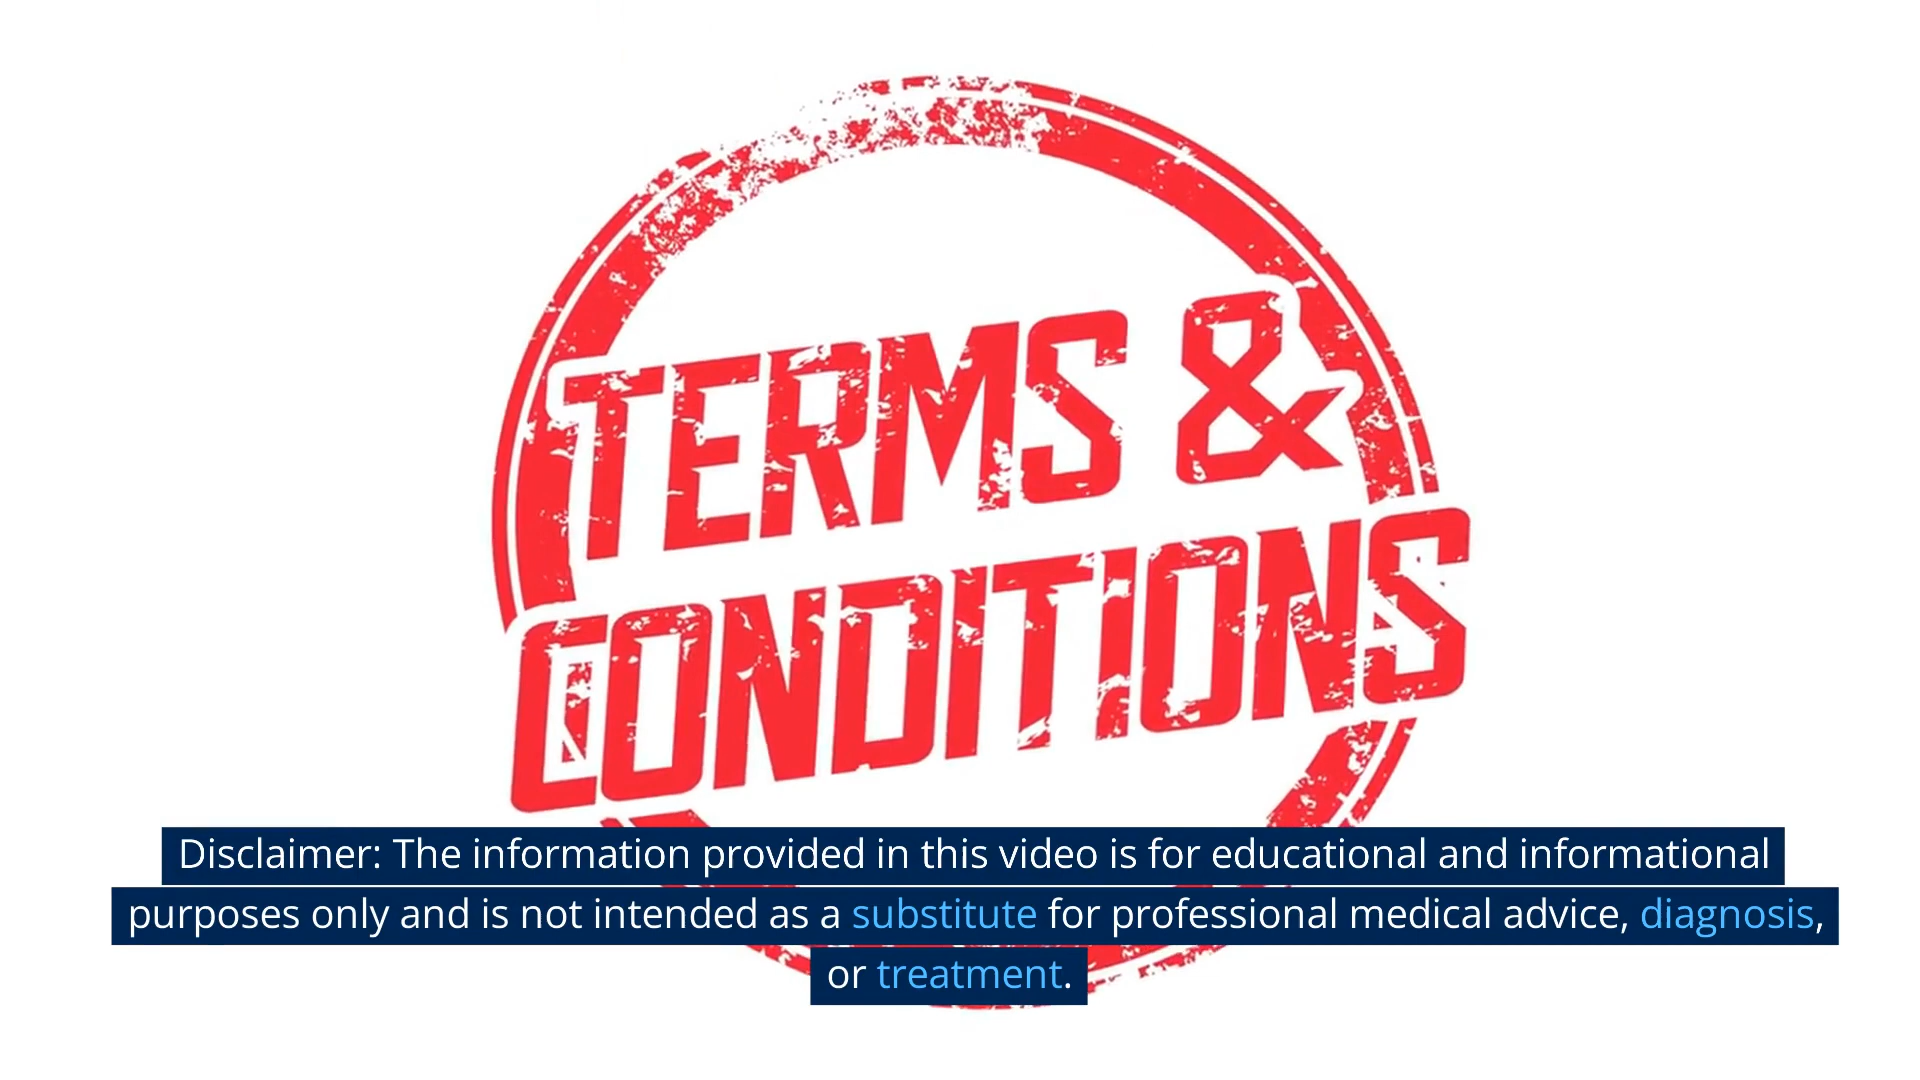 TERMS &
CONDITIONS
Disclaimer: The information provided in this video is for educational and informational
purposes only and is not intended as a substitute for professional medical advice, diagnosis,
or treatment.